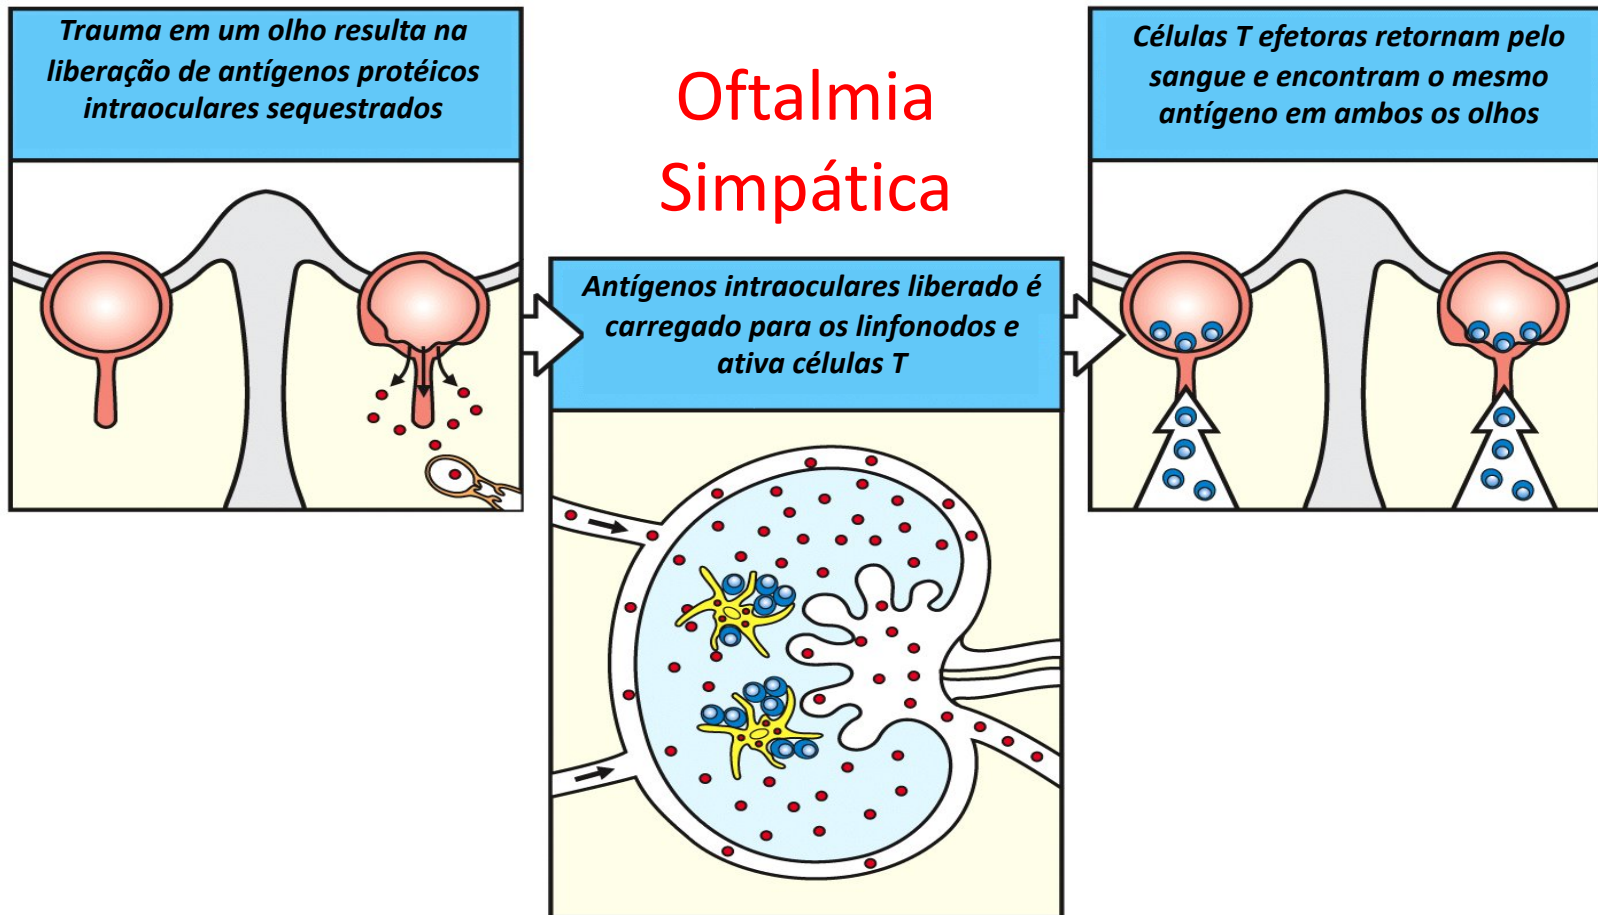 Trauma em um olho resulta na
liberação de antígenos protéicos
intraoculares sequestrados
Oftalmia
Simpática
Antígenos intraoculares liberado é
carregado para os linfonodos e
ativa células T
Células T efetoras retornam pelo
sangue e encontram o mesmo
antígeno em ambos os olhos